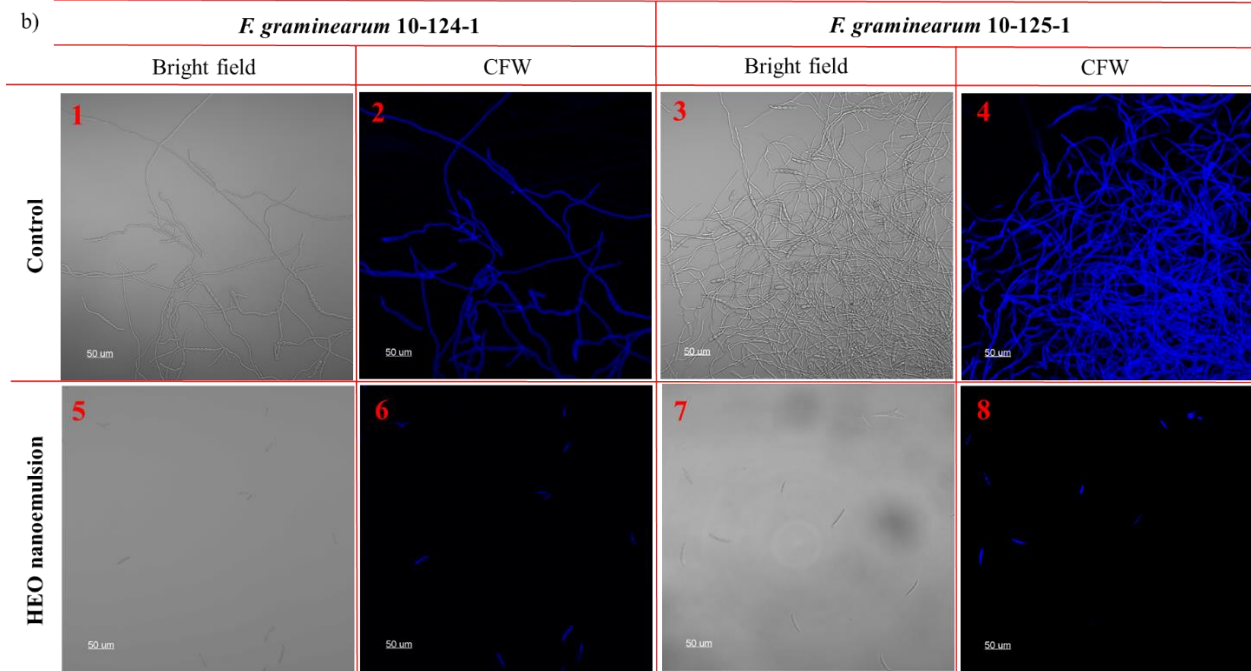 b)
F. graminearum 10-124-1
F. graminearum 10-125-1
Bright field
CFW
Bright field
CFW
Control
1
50 um
2
3
50 um
4
50 um
HEO nanoemulsion
5
50 um
6
50 um
7
50 um
8
50 um